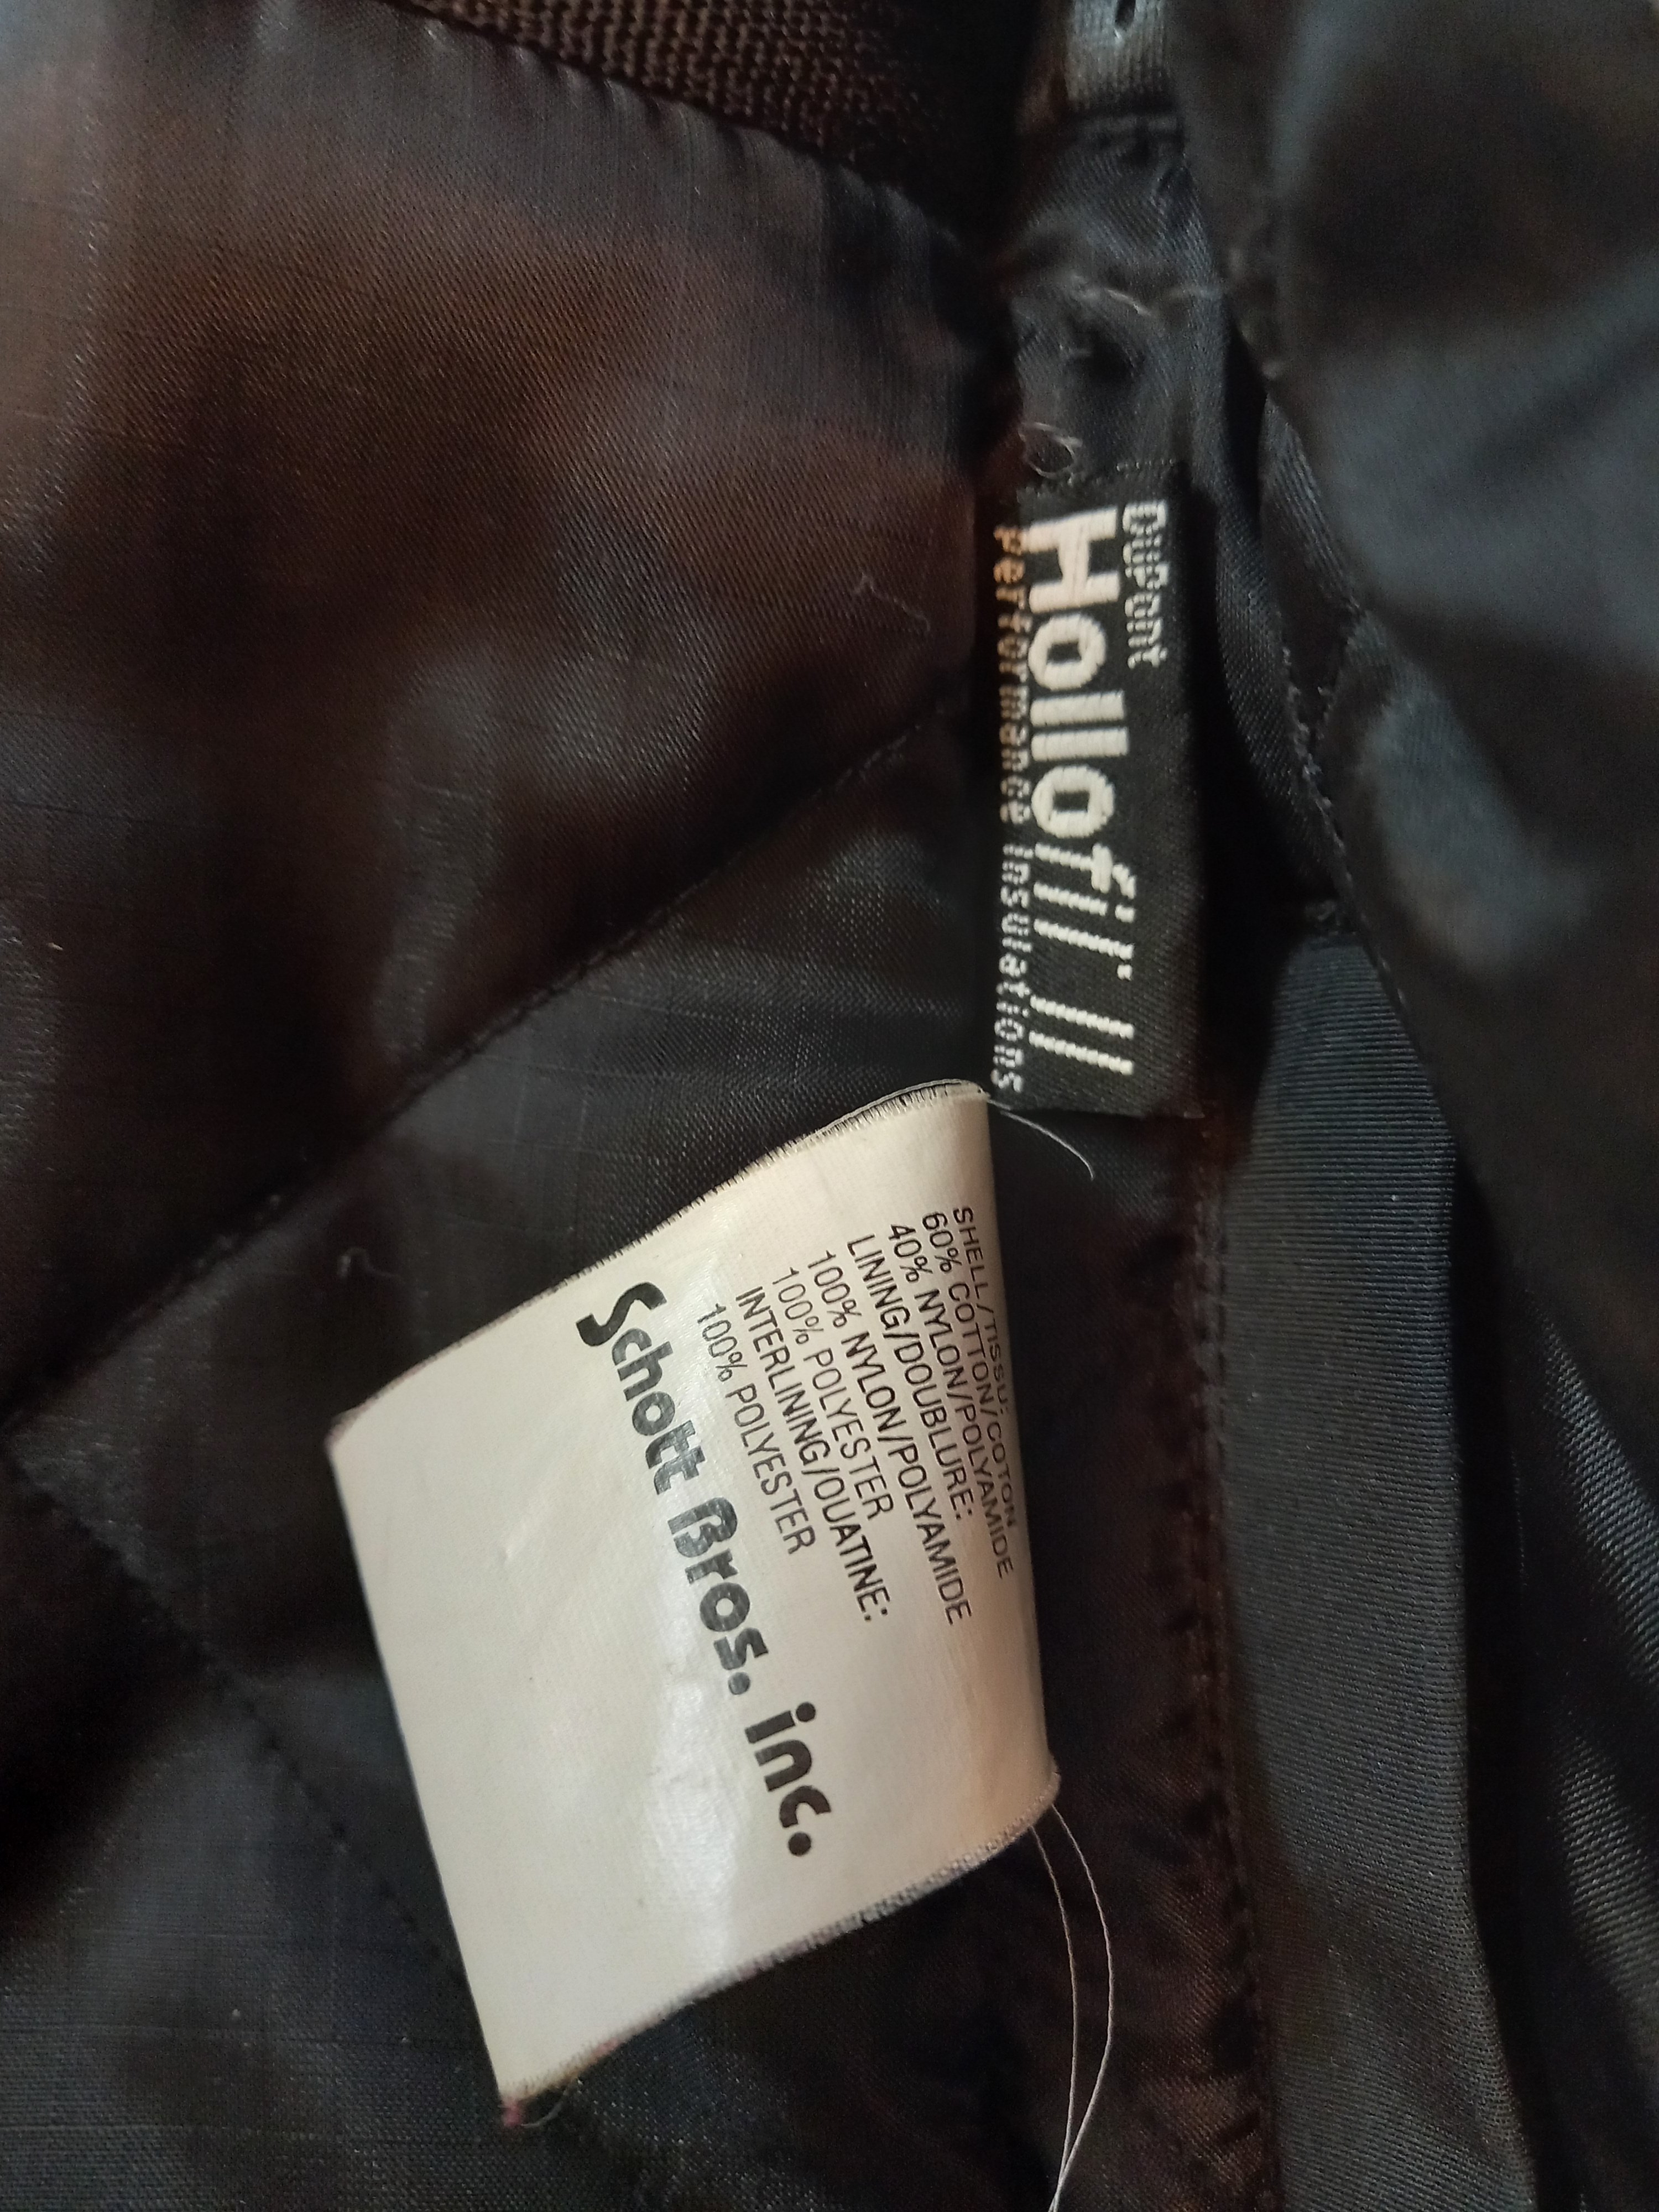 DuPont
Hollofil® II
Performance Insulations
SHELL/TISSU:
60% COTTON/COTON
40% NYLON/POLYAMIDE
LINING/DOUBLURE:
100% NYLON/POLYAMIDE
100% POLYESTER
INTERLINING/OUATINE:
100% POLYESTER
Schott Bros. inc.